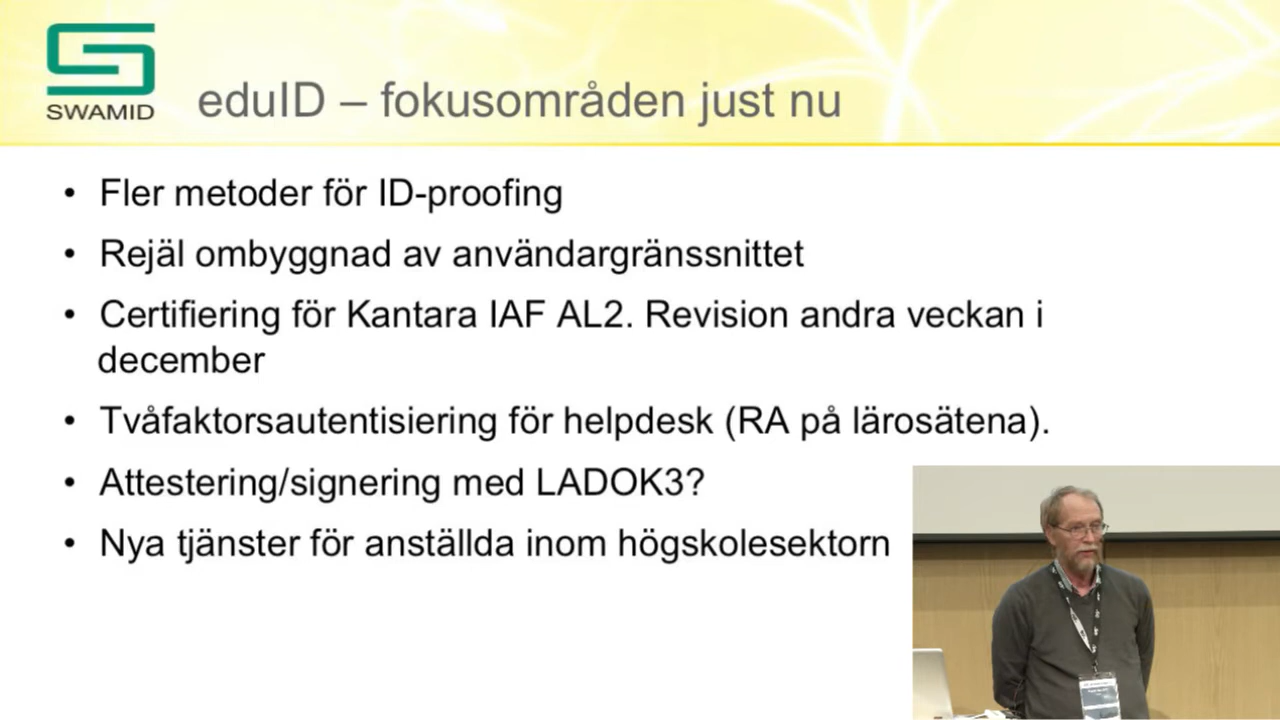 SWAMID
eduID – fokusområden just nu
• Fler metoder för ID-proofing
• Rejäl ombyggnad av användargränssnittet
• Certifiering för Kantara IAF AL2. Revision andra veckan i
december
• Tvåfaktorsautentisiering för helpdesk (RA på lärosätena).
• Attestering/signering med LADOK3?
• Nya tjänster för anställda inom högskolesektorn